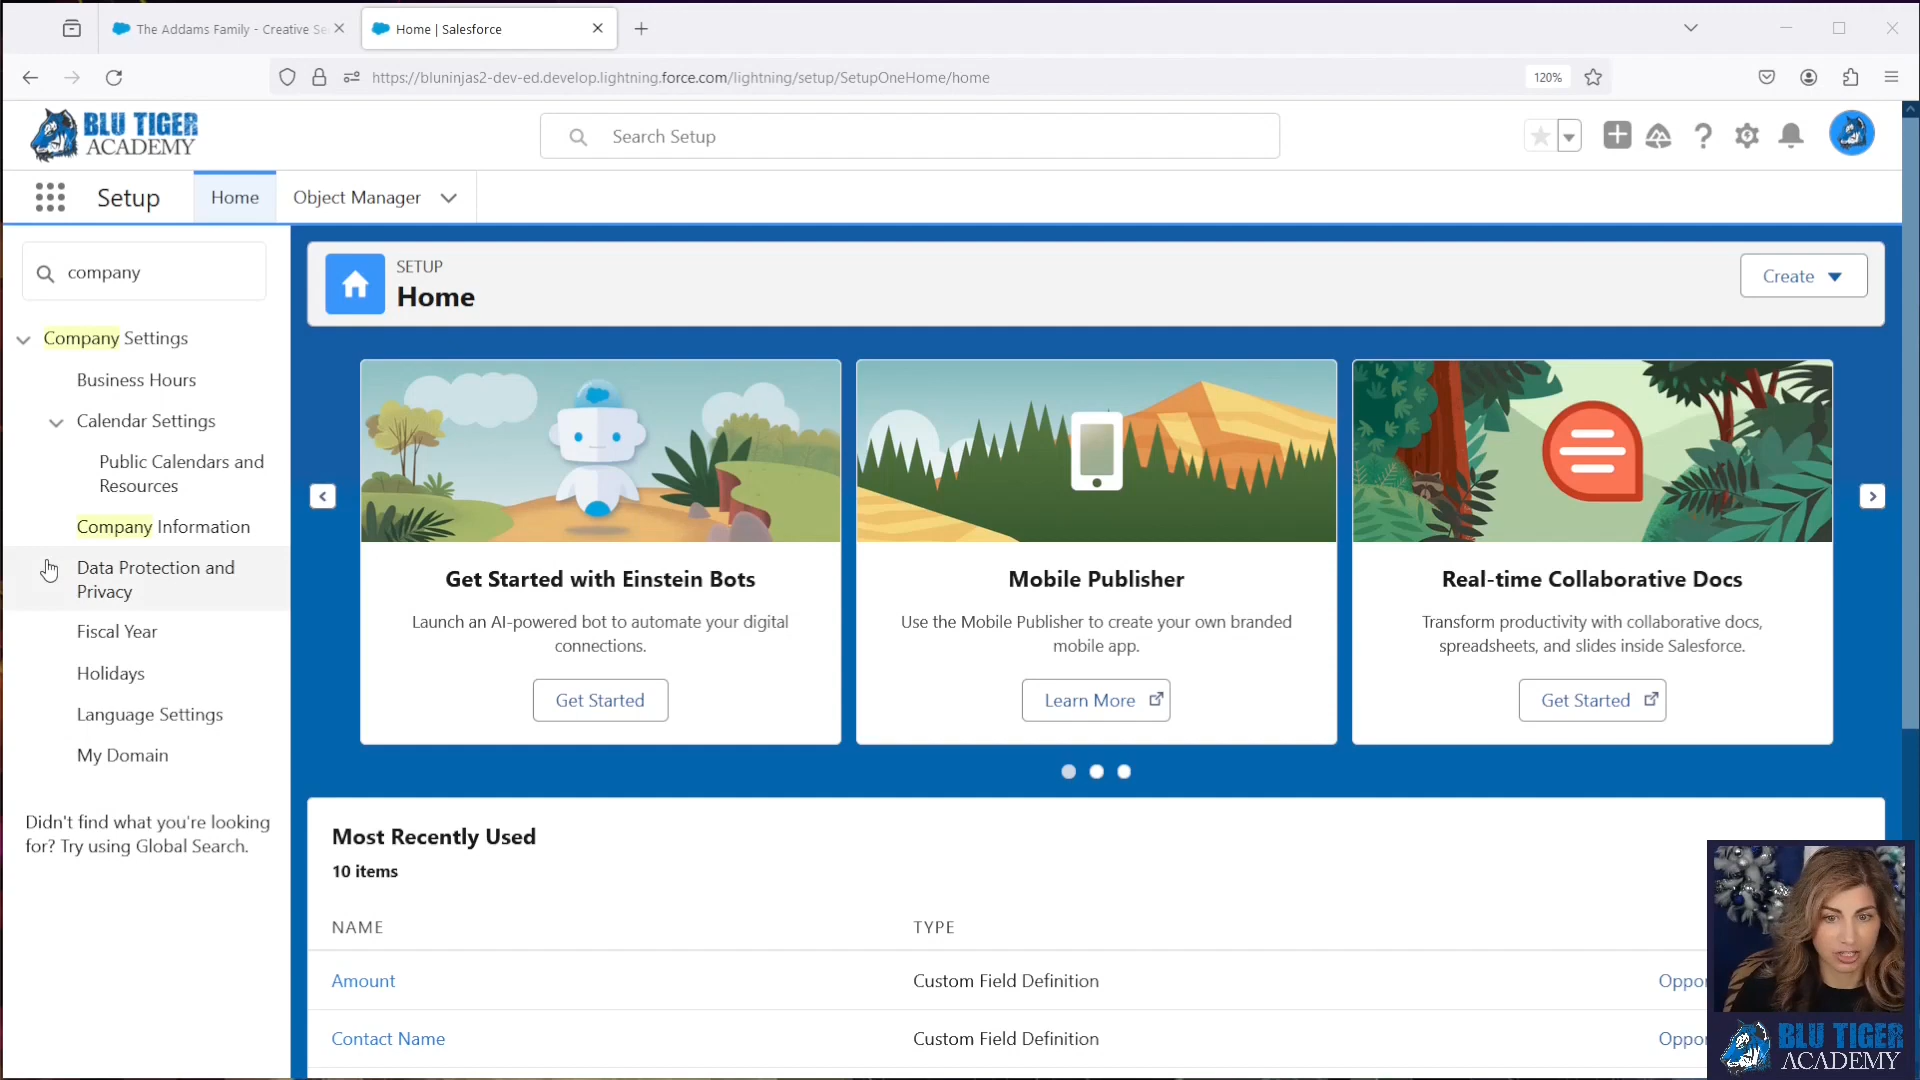 The Addams Family - Creative Se
Home | Salesforce
https://bluninjas2-dev-ed.develop.lightning.force.com/lightning/setup/SetupOneHome/home
120%
BLU TIGER
ACADEMY
Search Setup
Setup
Home
Object Manager
company
Company Settings
Business Hours
Calendar Settings
Public Calendars and
Resources
Company Information
Data Protection and
Privacy
Fiscal Year
Holidays
Language Settings
My Domain
Didn't find what you're looking
for? Try using Global Search.
SETUP
Home
Create
Get Started with Einstein Bots
Launch an AI-powered bot to automate your digital
connections.
Get Started
Mobile Publisher
Use the Mobile Publisher to create your own branded
mobile app.
Learn More
Real-time Collaborative Docs
Transform productivity with collaborative docs,
spreadsheets, and slides inside Salesforce.
Get Started
Most Recently Used
10 items
NAME
TYPE
Amount
Custom Field Definition
Oppor
Contact Name
Custom Field Definition
Oppor
BLU TIGER
ACADEMY